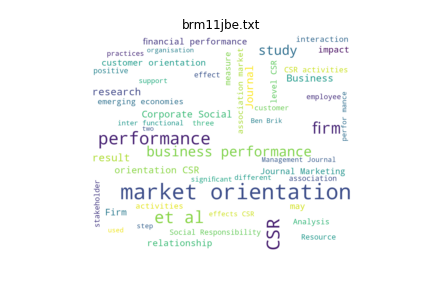 brm11jbe.txt
financial performance
interaction
practices
organisation
study
impact
customer orientation
measure
association market
positive
effect
Journal
level CSR
CSR activities
Business
support
research
employee
emerging economies
customer
perfor mance
Corporate Social
inter functional
three
Ben Brik
firm
two
performance
business performance
result
Management Journal
orientation CSR
Journal Marketing
significant
different
association
stakeholder
market orientation
activities
may
Firm
et al
effects CSR
CSR
Analysis
step
used
Social Responsibility
Resource
relationship